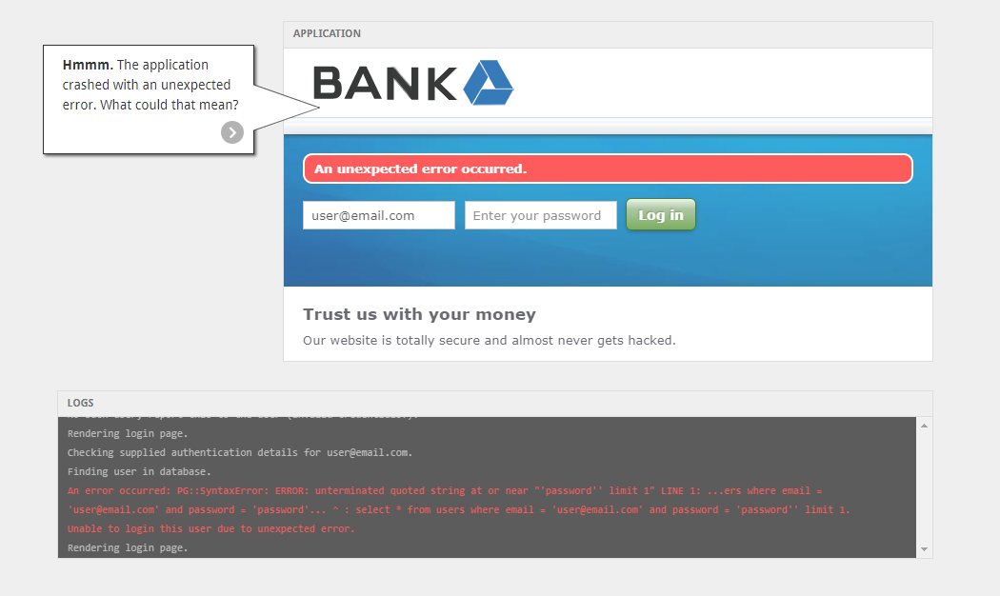 APPLICATION
Hmmm. The application
crashed with an unexpected
error. What could that mean?
BANK
An unexpected error occurred.
user@email.com Enter your password Log in
Trust us with your money
Our website is totally secure and almost never gets hacked.
LOGS
Rendering login page.
Checking supplied authentication details for user@email.com.
Finding user in database.
An error occurred: PG::SyntaxError: ERROR: unterminated quoted string at or near "'password'' limit 1" LINE 1: ...ers where email =
'user@email.com' and password = 'password'... ^ : select * from users where email = 'user@email.com' and password = 'password'' limit 1.
Unable to login this user due to unexpected error.
Rendering login page.